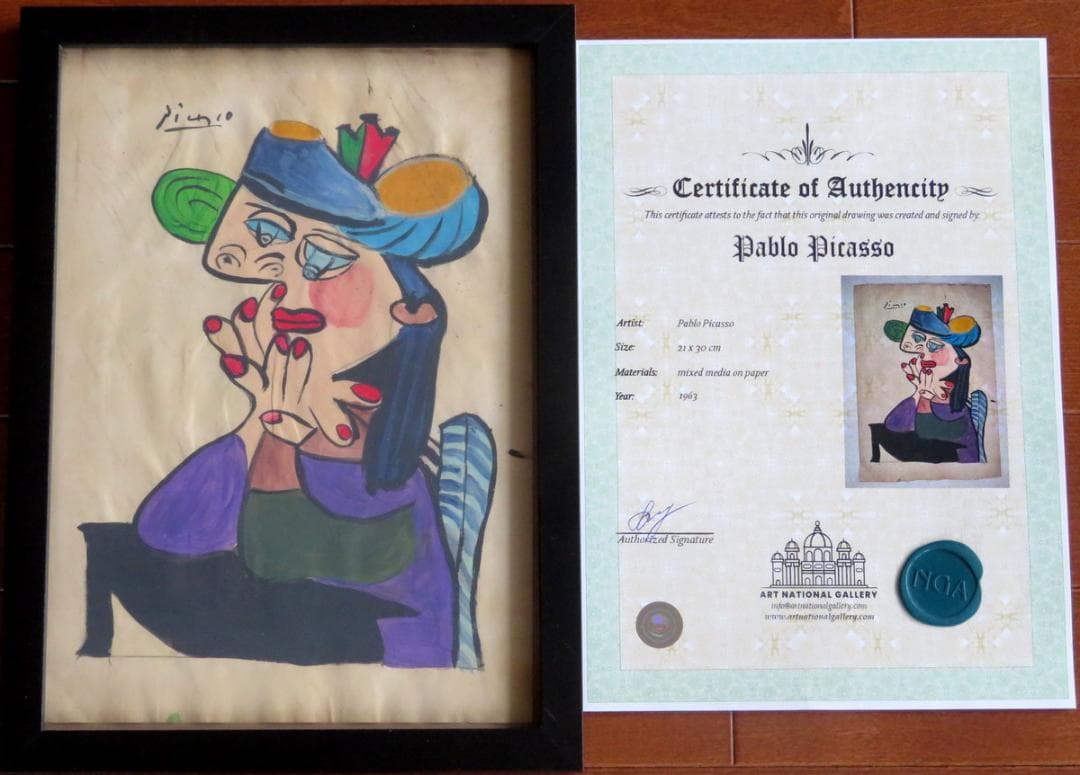 Picasso
Certificate of Authencity
This certificate attests to the fact that this original drawing was created and signed by:
Pablo Picasso
Picasso
Artist: Pablo Picasso
Size: 21 x 30 cm
Materials: mixed media on paper
Year: 1963
Authorized Signature
ART NATIONAL GALLERY
info@artnationalgallery.com
www.artnationalgallery.com